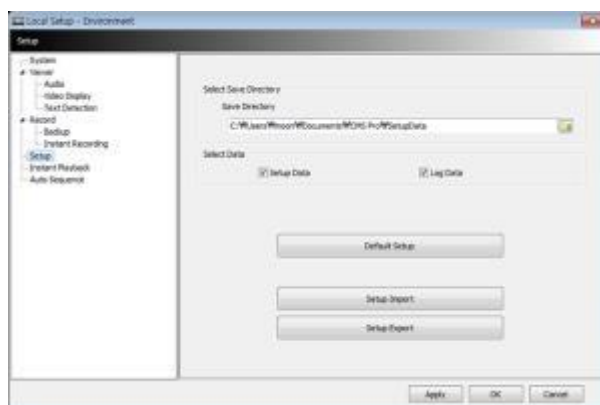 Local Setup - Environment
Setup
System
Viewer
Audio
Video Display
Text Detection
Record
Backup
Instant Recording
Setup
Instant Playback
Auto Sequence
Select Save Directory
Save Directory
C:₩Users₩moon₩Documents₩CMS Pro₩SetupData
Select Data
Setup Data
Log Data
Default Setup
Setup Import
Setup Export
Apply
OK
Cancel